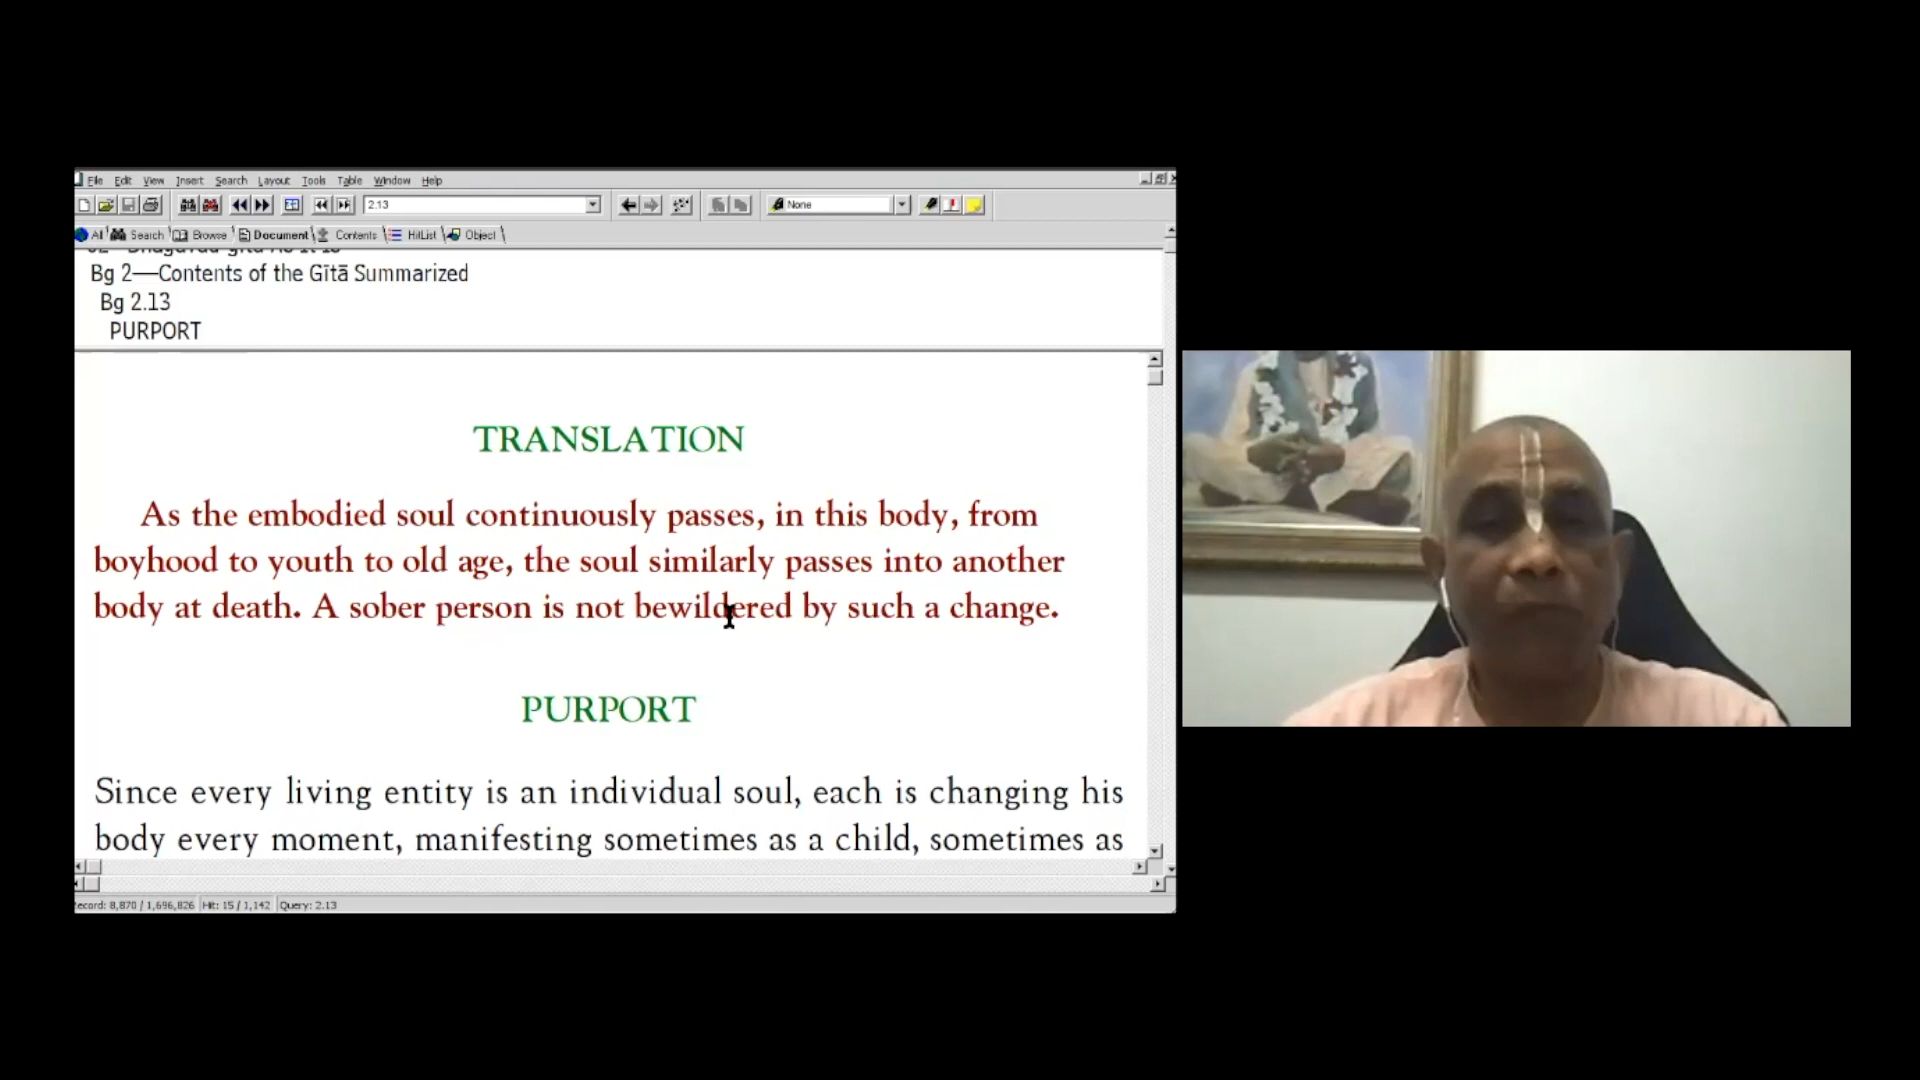 File Edit View Insert Search Layout Tools Table Window Help
2.13
None
All Search Browse Document Contents HitList Object
Bg 2—Contents of the Gītā Summarized
Bg 2.13
PURPORT
TRANSLATION
As the embodied soul continuously passes, in this body, from
boyhood to youth to old age, the soul similarly passes into another
body at death. A sober person is not bewildered by such a change.
PURPORT
Since every living entity is an individual soul, each is changing his
body every moment, manifesting sometimes as a child, sometimes as
ecord: 8,870 / 1,696,826 Hit: 15 / 1,142 Query: 2.13